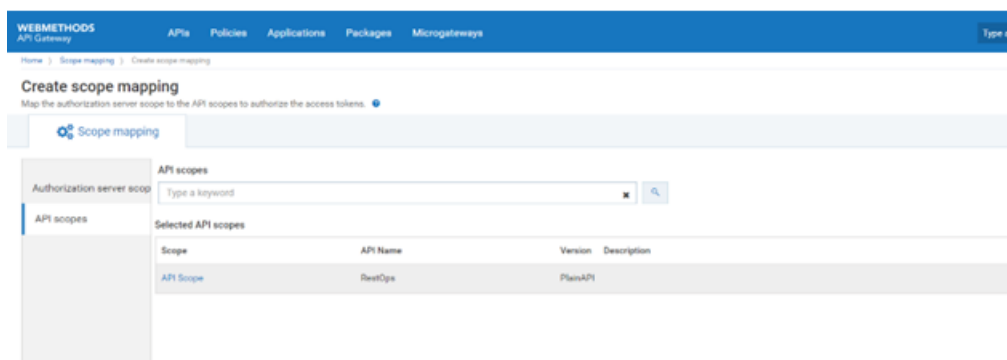 WEBMETHODS
API Gateway
APIs Policies Applications Packages Microgateways
Type a
Home > Scope mapping > Create scope mapping
Create scope mapping
Map the authorization server scope to the API scopes to authorize the access tokens.
Scope mapping
Authorization server scop
API scopes
API scopes
Type a keyword
Selected API scopes
Scope API Name Version Description
API Scope RestOps PlainAPI